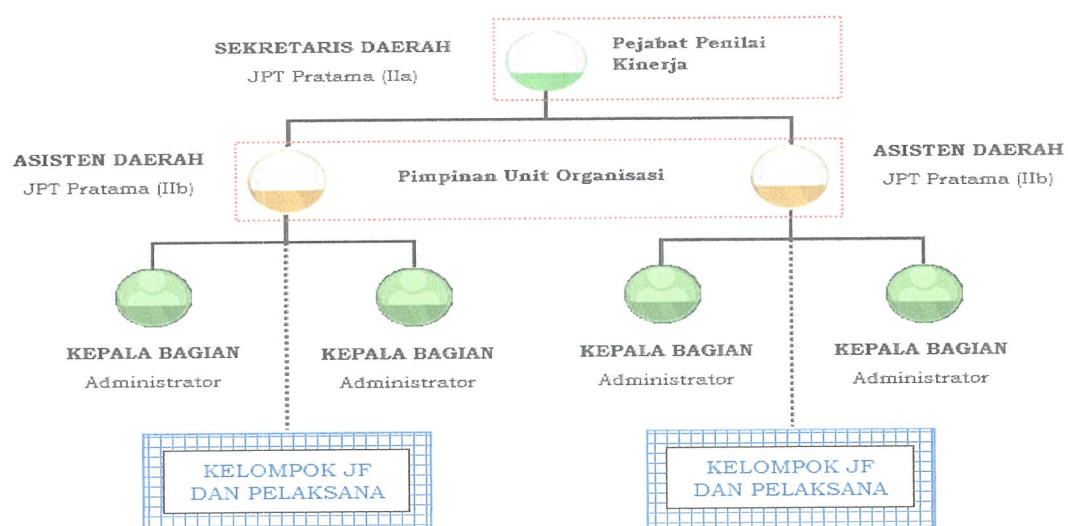 SEKRETARIS DAERAH
JPT Pratama (IIa)
Pejabat Penilai
Kinerja
ASISTEN DAERAH
JPT Pratama (IIb)
Pimpinan Unit Organisasi
ASISTEN DAERAH
JPT Pratama (IIb)
KEPALA BAGIAN
Administrator
KEPALA BAGIAN
Administrator
KEPALA BAGIAN
Administrator
KEPALA BAGIAN
Administrator
KELOMPOK JF
DAN PELAKSANA
KELOMPOK JF
DAN PELAKSANA